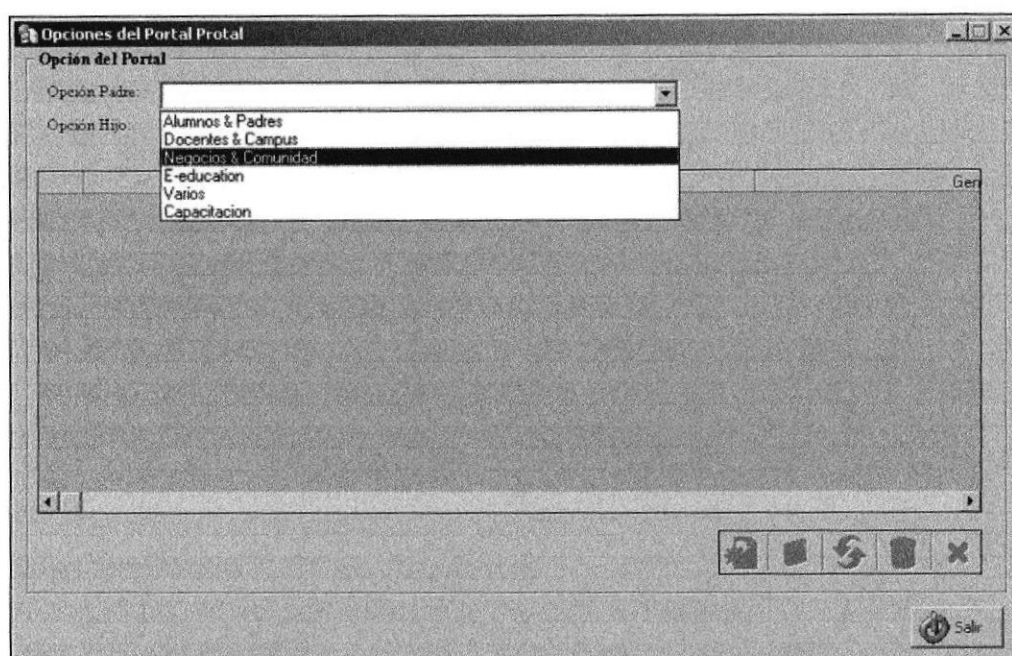 Opciones del Portal Protal
Opción del Portal
Opción Padre:
Opción Hijo:
Alumnos & Padres
Docentes & Campus
Negocios & Comunidad
E-education
Varios
Capacitacion
Gen
Salir